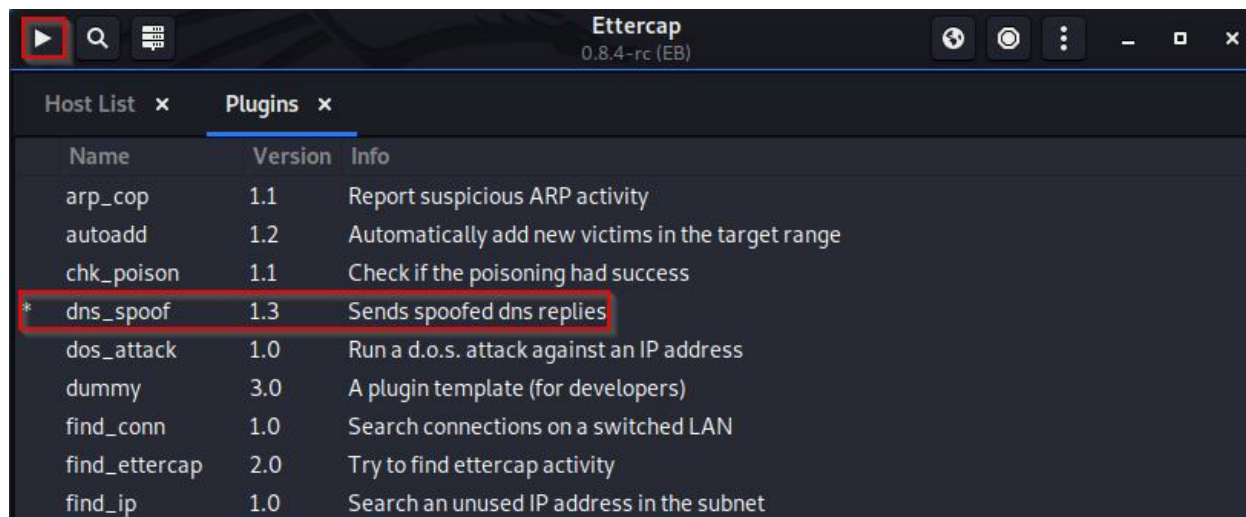 Ettercap
0.8.4-rc (EB)
Host List × Plugins ×
Name Version Info
arp_cop 1.1 Report suspicious ARP activity
autoadd 1.2 Automatically add new victims in the target range
chk_poison 1.1 Check if the poisoning had success
* dns_spoof 1.3 Sends spoofed dns replies
dos_attack 1.0 Run a d.o.s. attack against an IP address
dummy 3.0 A plugin template (for developers)
find_conn 1.0 Search connections on a switched LAN
find_ettercap 2.0 Try to find ettercap activity
find_ip 1.0 Search an unused IP address in the subnet